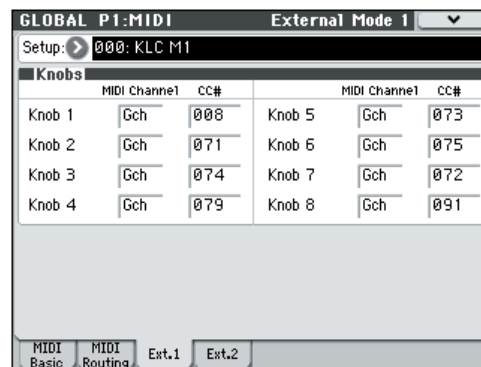 GLOBAL P1:MIDI External Mode 1
Setup: 000: KLC M1
Knobs
MIDI Channel CC# MIDI Channel CC#
Knob 1 Gch 008 Knob 5 Gch 073
Knob 2 Gch 071 Knob 6 Gch 075
Knob 3 Gch 074 Knob 7 Gch 072
Knob 4 Gch 079 Knob 8 Gch 091
MIDI Basic MIDI Routing Ext.1 Ext.2